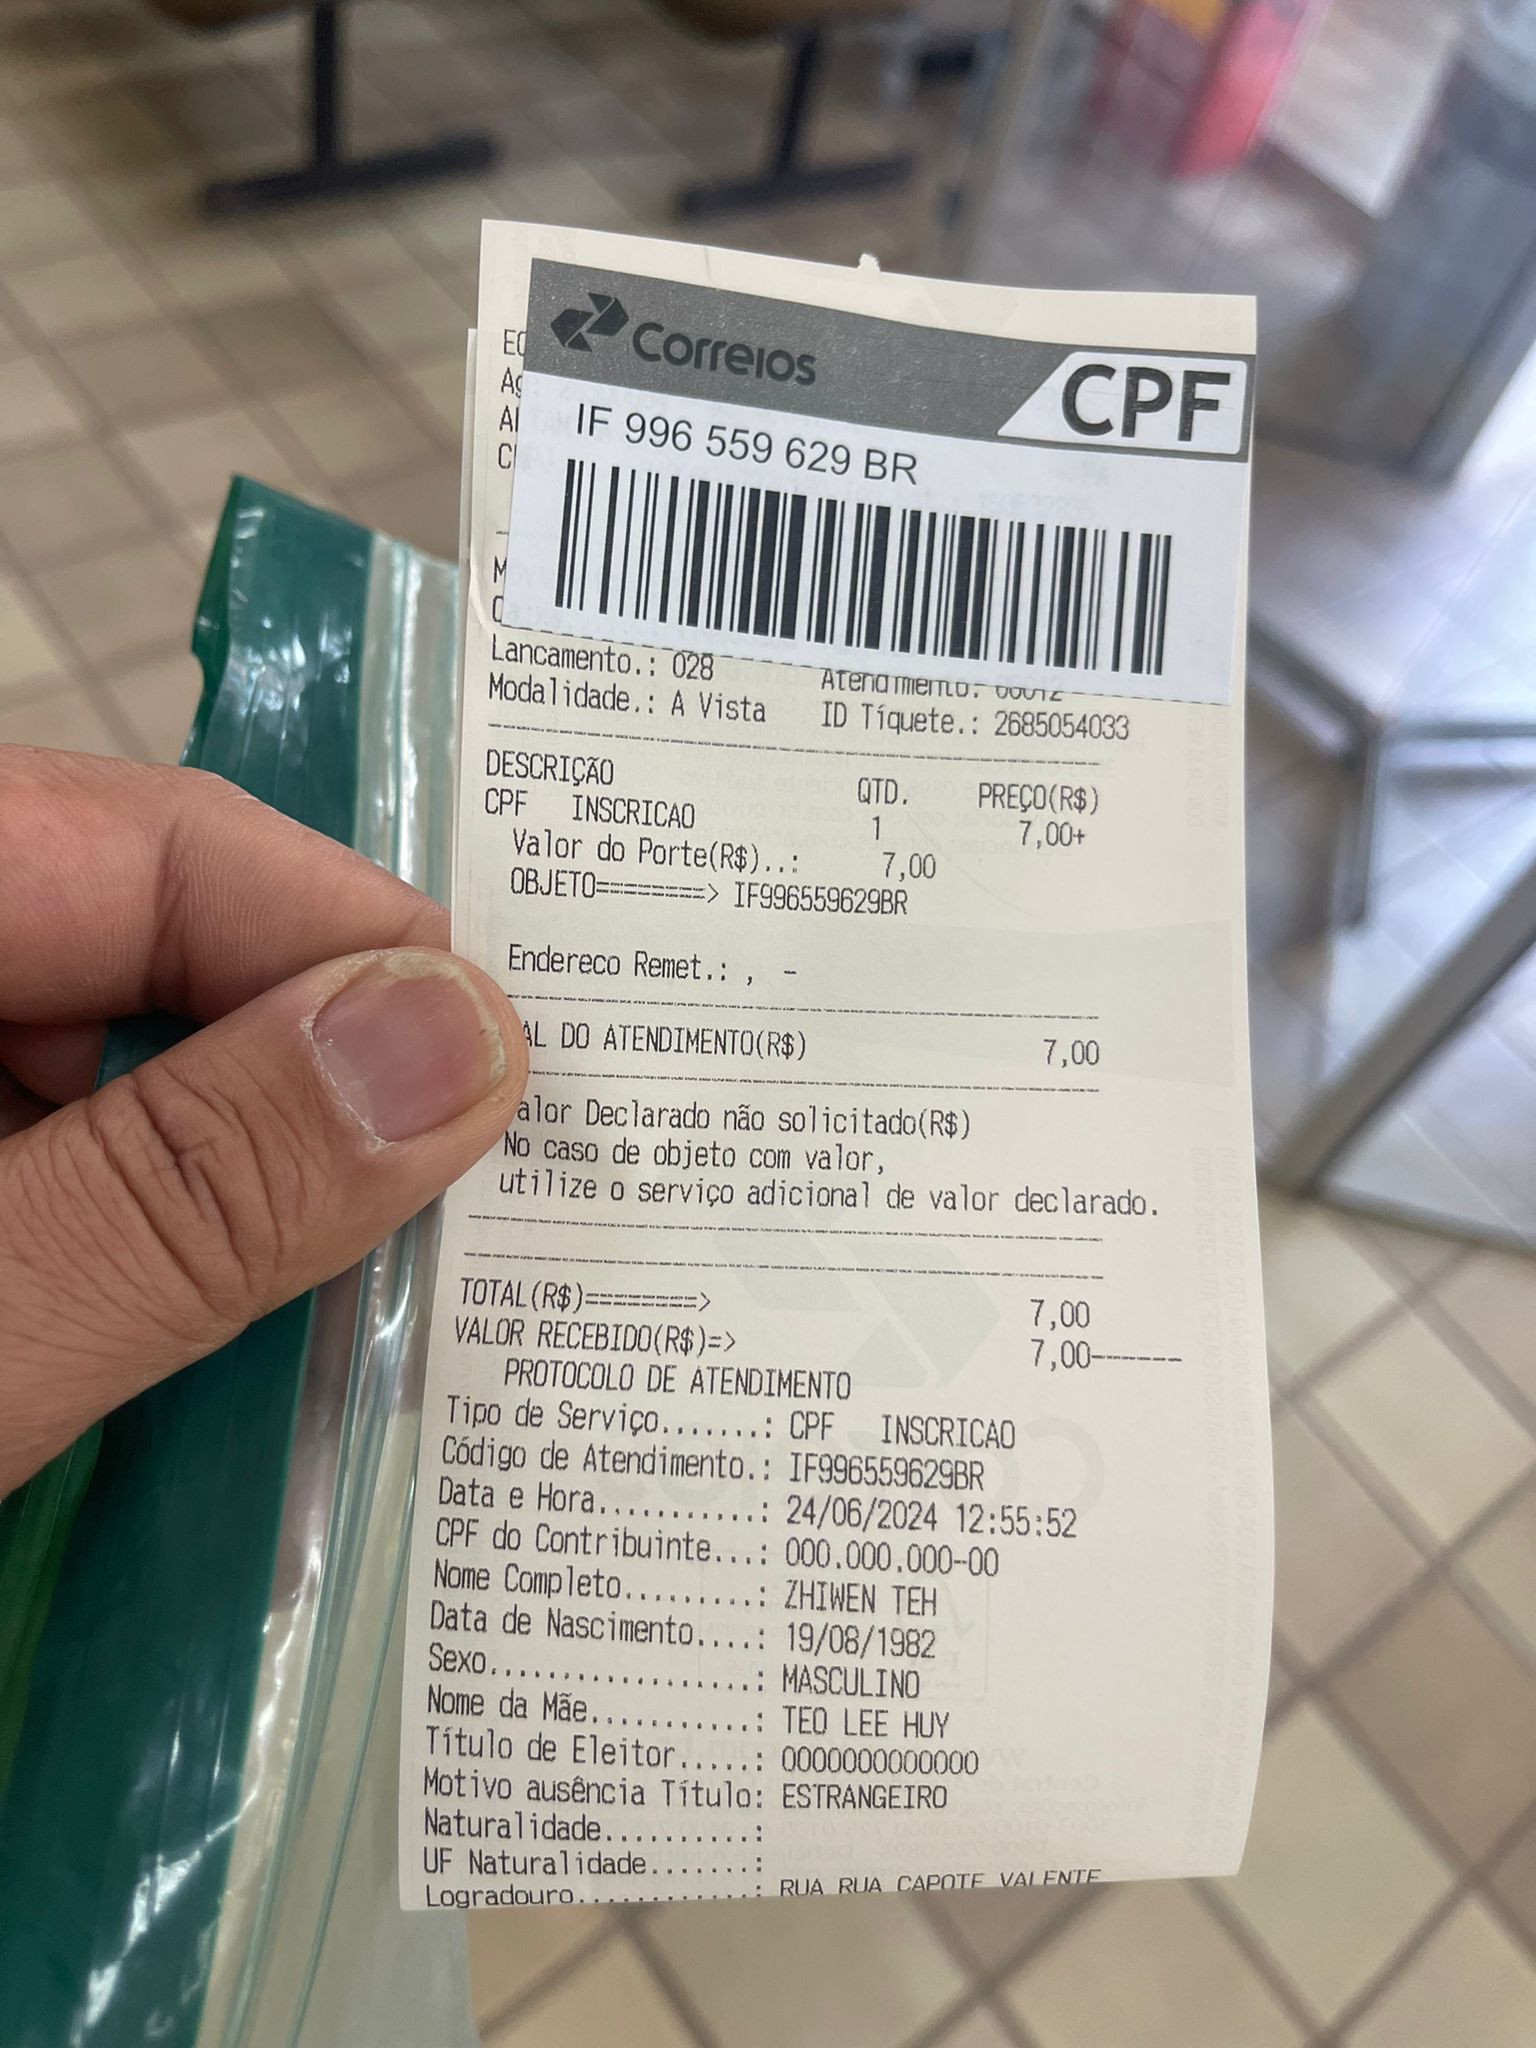 Correios
CPF
IF 996 559 629 BR
Lancamento.: 028 Atendimento: 00012
Modalidade.: A Vista ID Tíquete.: 2685054033
DESCRIÇÃO QTD. PREÇO(R$)
CPF INSCRICAO 1 7,00+
Valor do Porte(R$)..: 7,00
OBJETO========> IF996559629BR
Endereco Remet.: , -
AL DO ATENDIMENTO(R$) 7,00
alor Declarado não solicitado(R$)
No caso de objeto com valor,
utilize o serviço adicional de valor declarado.
TOTAL(R$)========> 7,00
VALOR RECEBIDO(R$)=> 7,00------
PROTOCOLO DE ATENDIMENTO
Tipo de Serviço.......: CPF INSCRICAO
Código de Atendimento.: IF996559629BR
Data e Hora...........: 24/06/2024 12:55:52
CPF do Contribuinte...: 000.000.000-00
Nome Completo.........: ZHIWEN TEH
Data de Nascimento....: 19/08/1982
Sexo..................: MASCULINO
Nome da Mãe...........: TEO LEE HUY
Título de Eleitor.....: 0000000000000
Motivo ausência Título: ESTRANGEIRO
Naturalidade..........:
UF Naturalidade.......:
Logradouro............: RUA RUA CAPOTE VALENTE